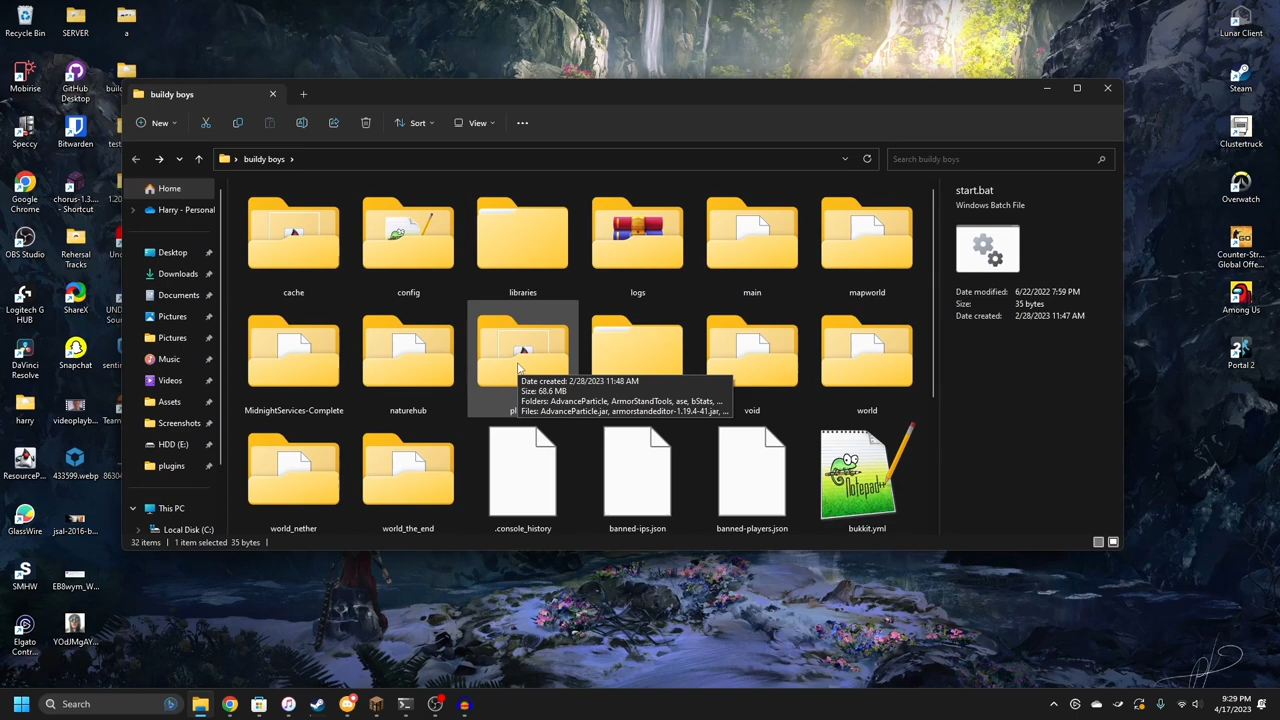 Recycle Bin
SERVER
a
Lunar Client
Mobirise
GitHub
Desktop
Steam
Speccy
Bitwarden
Clustertruck
Google
Chrome
chorus-1.3....
- Shortcut
Overwatch
OBS Studio
Rehersal
Tracks
Counter-Str...
Global Offe...
Logitech G
HUB
ShareX
Among Us
DaVinci
Resolve
Snapchat
Portal 2
harry
videoplayb...
ResourceP...
433599.webp
GlassWire
jsal-2016-b...
SMHW
EB8wym_W...
Elgato
Contr...
YOdJMgAY...
buildy boys
New
Sort
View
buildy boys
Search buildy boys
Home
Harry - Personal
Desktop
Downloads
Documents
Pictures
Pictures
Music
Videos
Assets
Screenshots
HDD (E:)
plugins
This PC
Local Disk (C:)
cache
config
libraries
logs
main
mapworld
MidnightServices-Complete
naturehub
void
world
Date created: 2/28/2023 11:48 AM
Size: 68.6 MB
Folders: AdvanceParticle, ArmorStandTools, ase, bStats, ...
Files: AdvanceParticle.jar, armorstandeditor-1.19.4-41.jar, ...
world_nether
world_the_end
.console_history
banned-ips.json
banned-players.json
Notepad++
bukkit.yml
start.bat
Windows Batch File
Date modified: 6/22/2022 7:59 PM
Size: 35 bytes
Date created: 2/28/2023 11:47 AM
32 items
1 item selected 35 bytes
Search
9:29 PM
4/17/2023